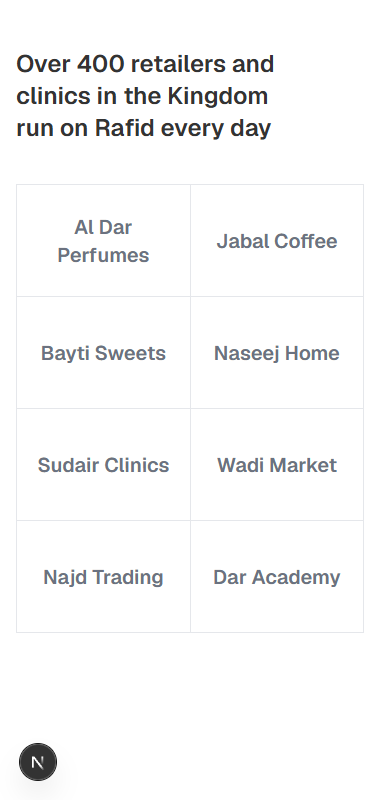 Over 400 retailers and
clinics in the Kingdom
run on Rafid every day
Al Dar
Perfumes
Jabal Coffee
Bayti Sweets
Naseej Home
Sudair Clinics
Wadi Market
Najd Trading
Dar Academy
N